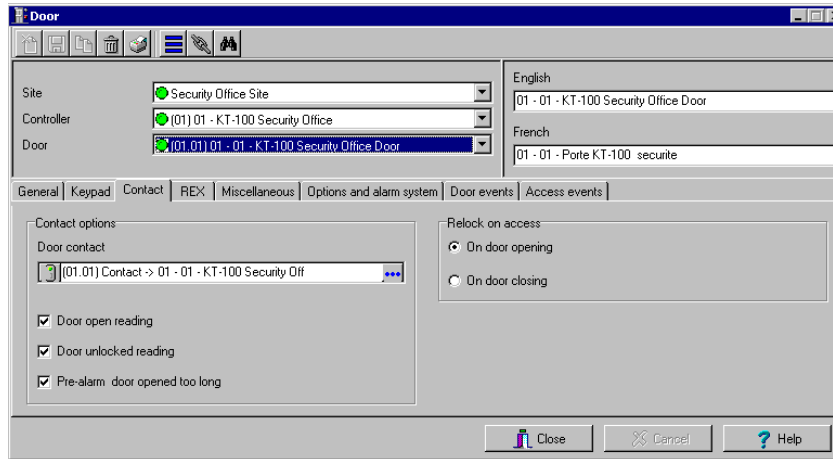 Door
Site
Security Office Site
Controller
(01) 01 - KT-100 Security Office
Door
(01.01) 01 - 01 - KT-100 Security Office Door
English
01 - 01 - KT-100 Security Office Door
French
01 - 01 - Porte KT-100 securite
General
Keypad
Contact
REX
Miscellaneous
Options and alarm system
Door events
Access events
Contact options
Door contact
(01.01) Contact -> 01 - 01 - KT-100 Security Off
Door open reading
Door unlocked reading
Pre-alarm door opened too long
Relock on access
On door opening
On door closing
Close
Cancel
Help